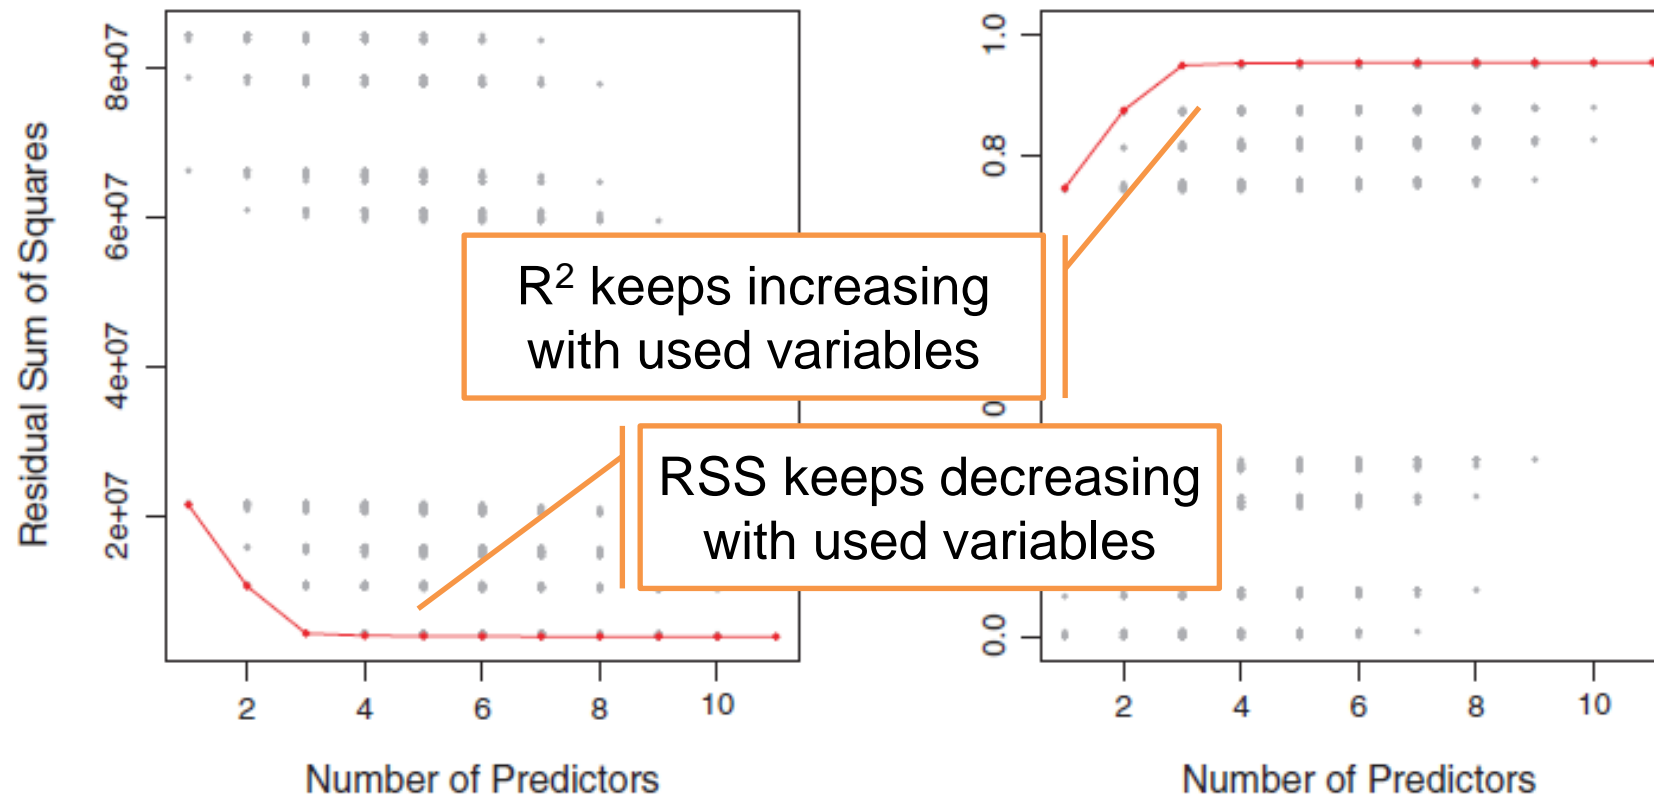 Residual Sum of Squares
8e+07
6e+07
4e+07
2e+07
2 4 6 8 10
Number of Predictors
R² keeps increasing
with used variables
RSS keeps decreasing
with used variables
1.0
0.8
0.0
2 4 6 8 10
Number of Predictors